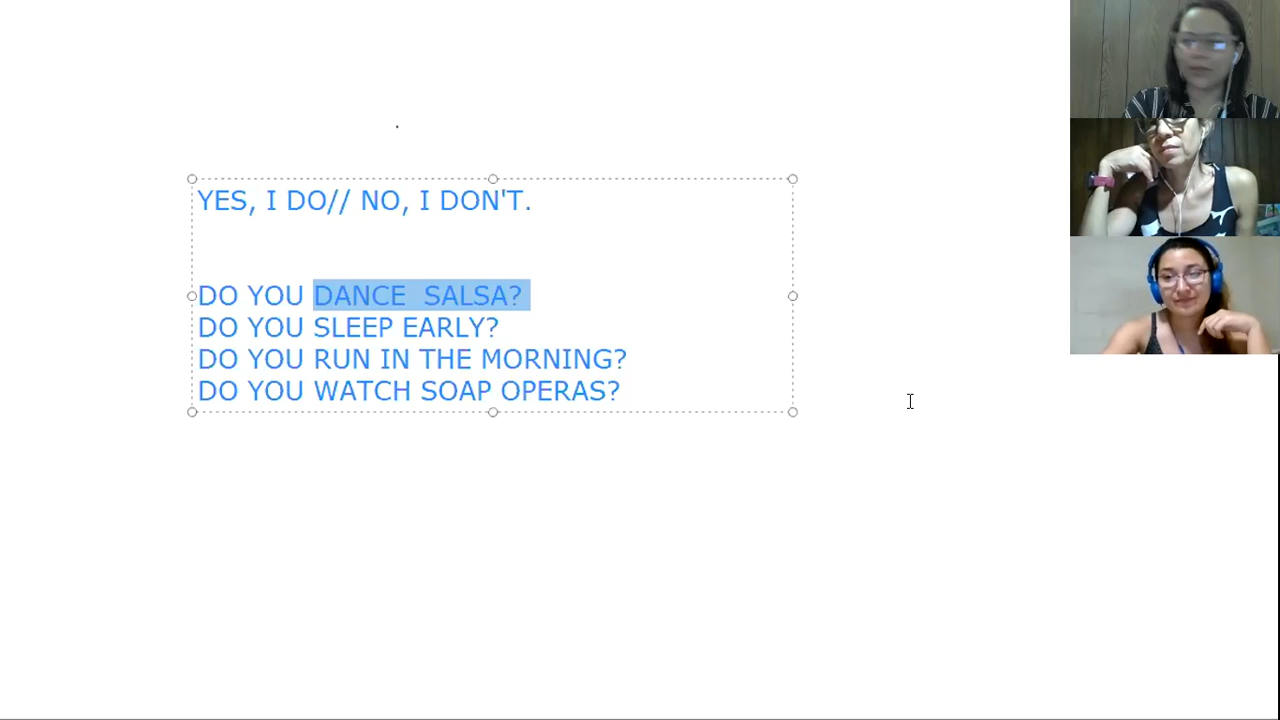 YES, I DO// NO, I DON'T.
DO YOU DANCE  SALSA?
DO YOU SLEEP EARLY?
DO YOU RUN IN THE MORNING?
DO YOU WATCH SOAP OPERAS?